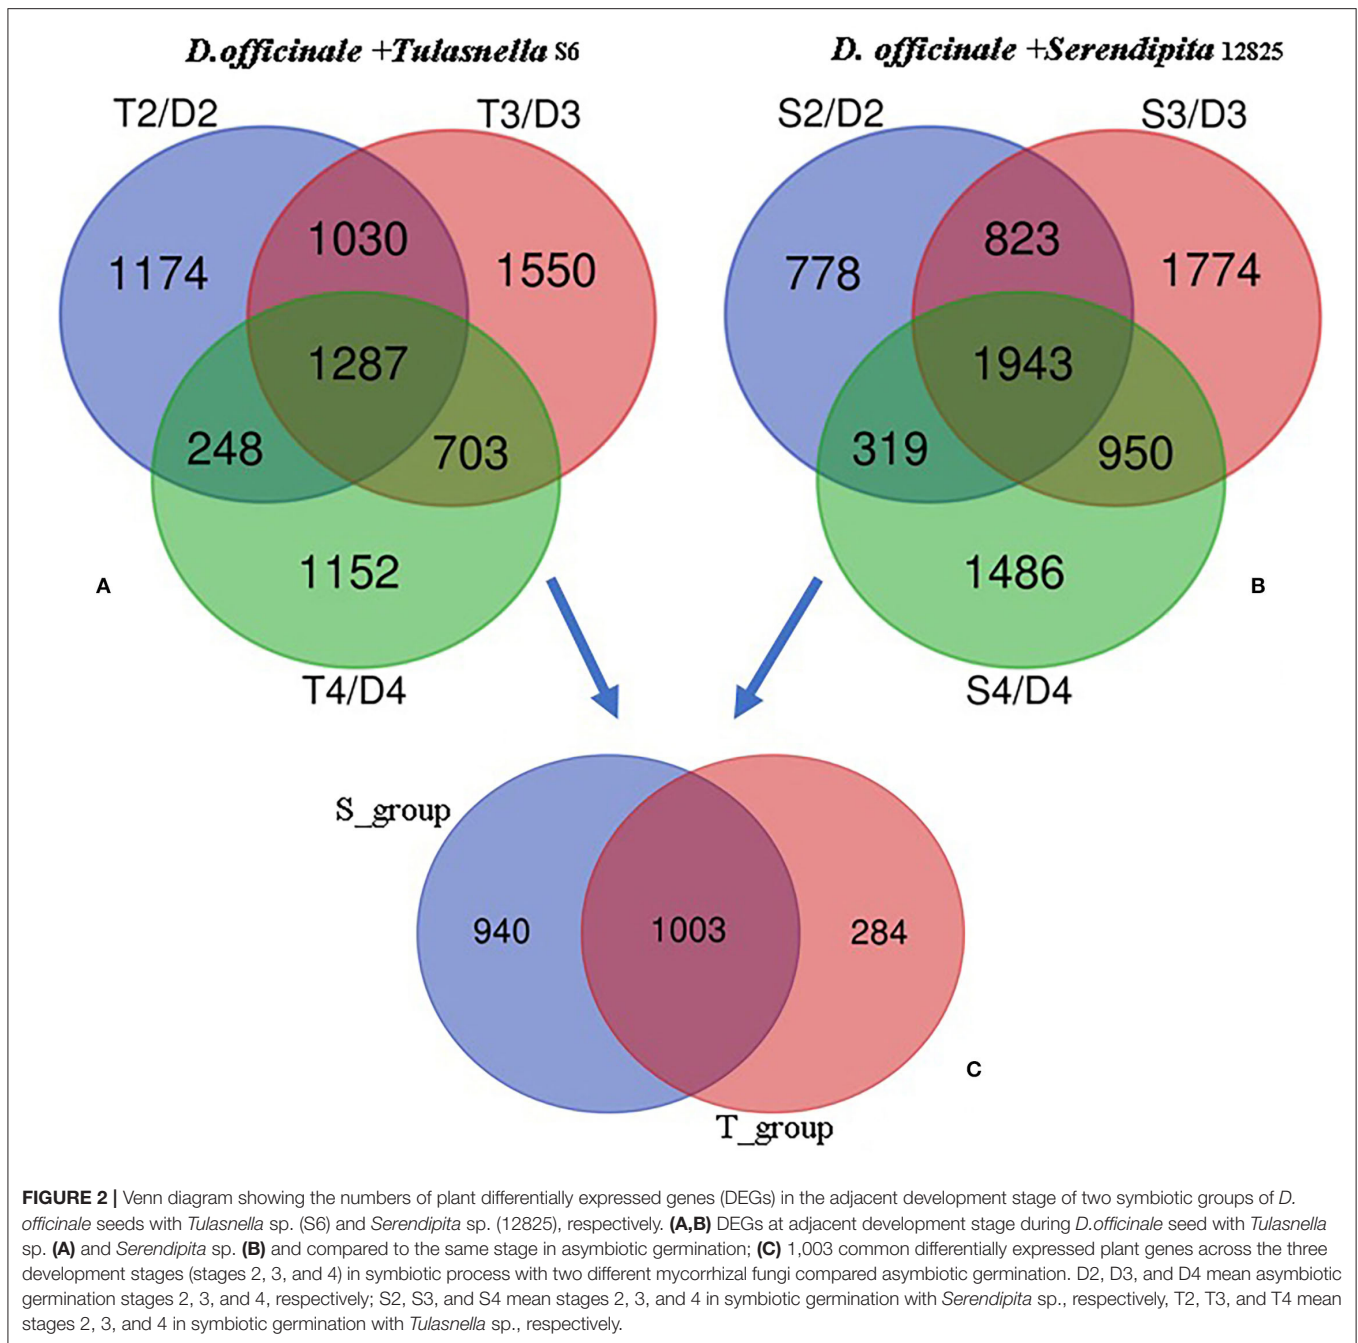 D.officinale +Tulasnella S6
D. officinale +Serendipita 12825
T2/D2
T3/D3
S2/D2
S3/D3
1174
1030
1550
1287
248
703
1152
T4/D4
A
778
823
1774
1943
319
950
1486
S4/D4
B
S_group
940
1003
284
T_group
C
FIGURE 2 | Venn diagram showing the numbers of plant differentially expressed genes (DEGs) in the adjacent development stage of two symbiotic groups of D.
officinale seeds with Tulasnella sp. (S6) and Serendipita sp. (12825), respectively. (A,B) DEGs at adjacent development stage during D.officinale seed with Tulasnella
sp. (A) and Serendipita sp. (B) and compared to the same stage in asymbiotic germination; (C) 1,003 common differentially expressed plant genes across the three
development stages (stages 2, 3, and 4) in symbiotic process with two different mycorrhizal fungi compared asymbiotic germination. D2, D3, and D4 mean asymbiotic
germination stages 2, 3, and 4, respectively; S2, S3, and S4 mean stages 2, 3, and 4 in symbiotic germination with Serendipita sp., respectively, T2, T3, and T4 mean
stages 2, 3, and 4 in symbiotic germination with Tulasnella sp., respectively.